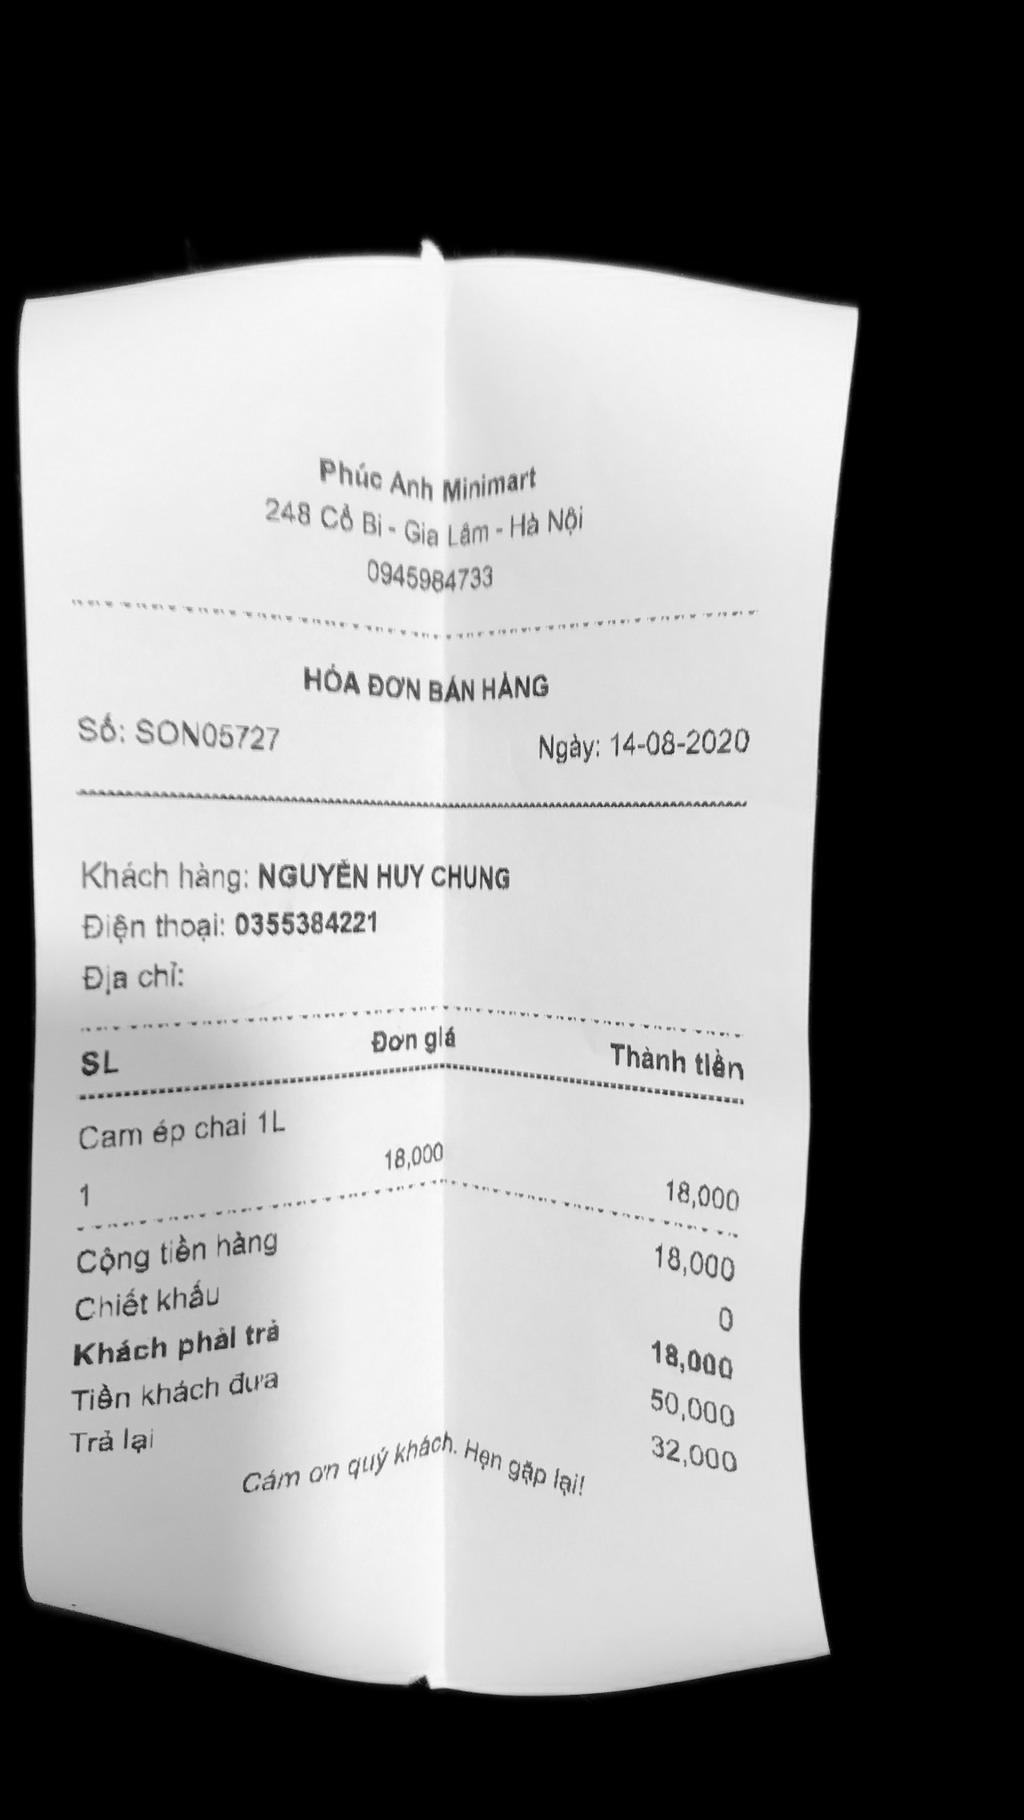 Phúc Anh Minimart
248 Cổ Bi - Gia Lâm - Hà Nội
0945984733
HÓA ĐƠN BÁN HÀNG
Số: SON05727 Ngày: 14-08-2020
Khách hàng: NGUYỄN HUY CHUNG
Điện thoại: 0355384221
Địa chỉ:
SL Đơn giá Thành tiền
Cam ép chai 1L
1 18,000 18,000
Cộng tiền hàng 18,000
Chiết khấu 0
Khách phải trả 18,000
Tiền khách đưa 50,000
Trả lại 32,000
Cám ơn quý khách. Hẹn gặp lại!